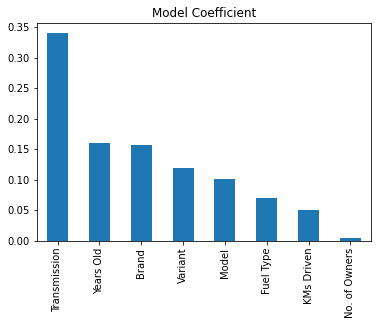 Model Coefficient
0.35
0.30
0.25
0.20
0.15
0.10
0.05
0.00
Transmission
Years Old
Brand
Variant
Model
Fuel Type
KMs Driven
No. of Owners